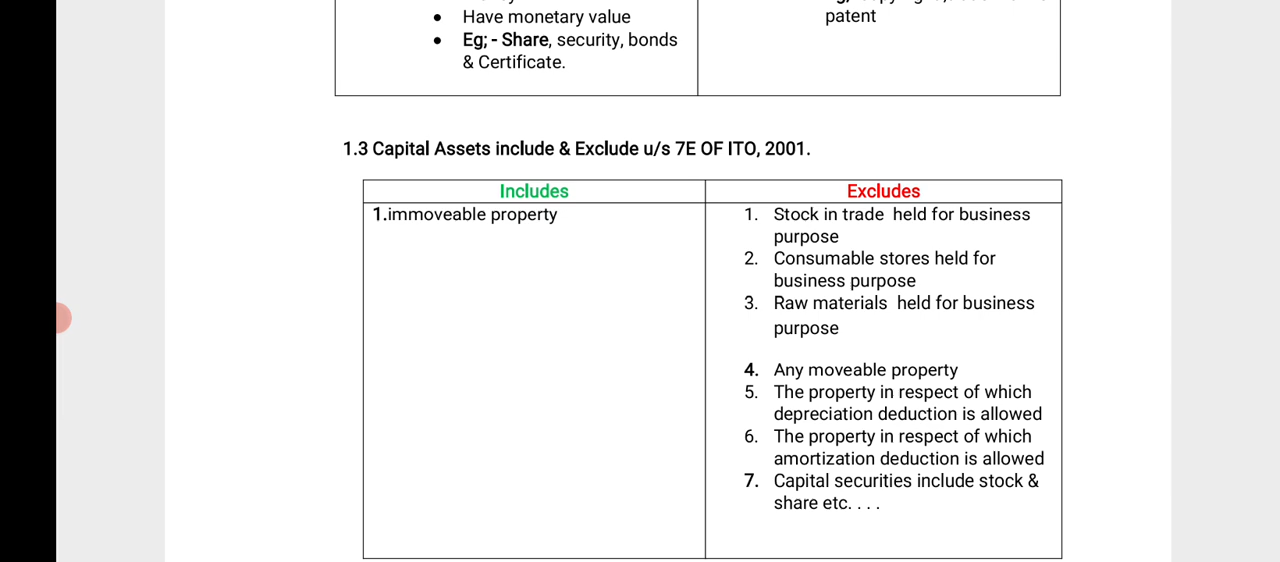 Have monetary value
patent
Eg; - Share, security, bonds
& Certificate.
1.3 Capital Assets include & Exclude u/s 7E OF ITO, 2001.
Includes
Excludes
1.immoveable property
1. Stock in trade held for business
purpose
2. Consumable stores held for
business purpose
3. Raw materials held for business
purpose
4. Any moveable property
5. The property in respect of which
depreciation deduction is allowed
6. The property in respect of which
amortization deduction is allowed
7. Capital securities include stock &
share etc. . . .